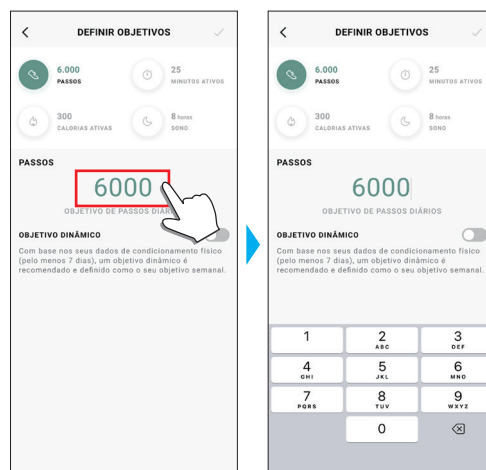 DEFINIR OBJETIVOS
6.000
PASSOS
25
MINUTOS ATIVOS
300
CALORIAS ATIVAS
8 horas
SONO
PASSOS
6000
OBJETIVO DE PASSOS DIÁR
OBJETIVO DINÂMICO
Com base nos seus dados de condicionamento físico
(pelo menos 7 dias), um objetivo dinâmico é
recomendado e definido como o seu objetivo semanal.
DEFINIR OBJETIVOS
6.000
PASSOS
25
MINUTOS ATIVOS
300
CALORIAS ATIVAS
8 horas
SONO
PASSOS
6000
OBJETIVO DE PASSOS DIÁRIOS
OBJETIVO DINÂMICO
Com base nos seus dados de condicionamento físico
(pelo menos 7 dias), um objetivo dinâmico é
recomendado e definido como o seu objetivo semanal.
1
2
ABC
3
DEF
4
GHI
5
JKL
6
MNO
7
PQRS
8
TUV
9
WXYZ
0